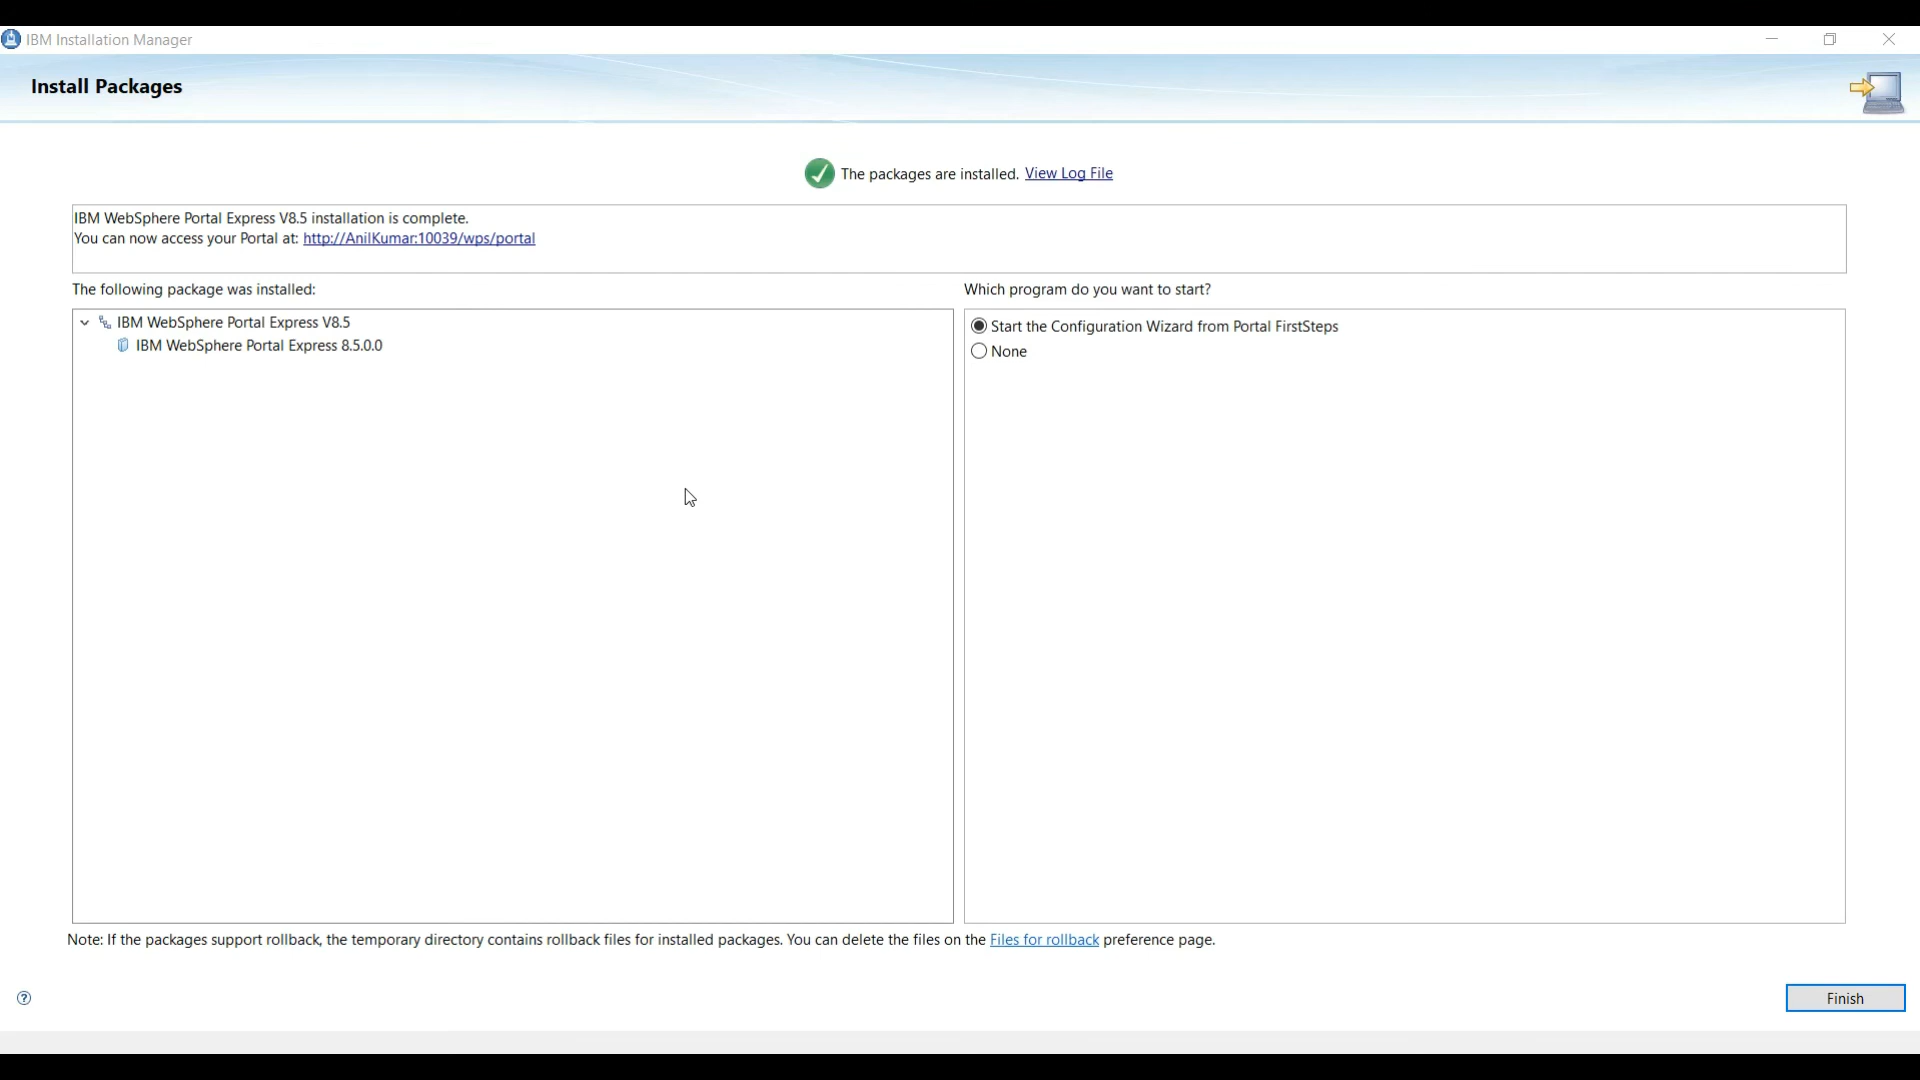 IBM Installation Manager
Install Packages
The packages are installed. View Log File
IBM WebSphere Portal Express V8.5 installation is complete.
You can now access your Portal at: http://AnilKumar:10039/wps/portal
The following package was installed:
IBM WebSphere Portal Express V8.5
IBM WebSphere Portal Express 8.5.0.0
Which program do you want to start?
Start the Configuration Wizard from Portal FirstSteps
None
Note: If the packages support rollback, the temporary directory contains rollback files for installed packages. You can delete the files on the Files for rollback preference page.
?
Finish